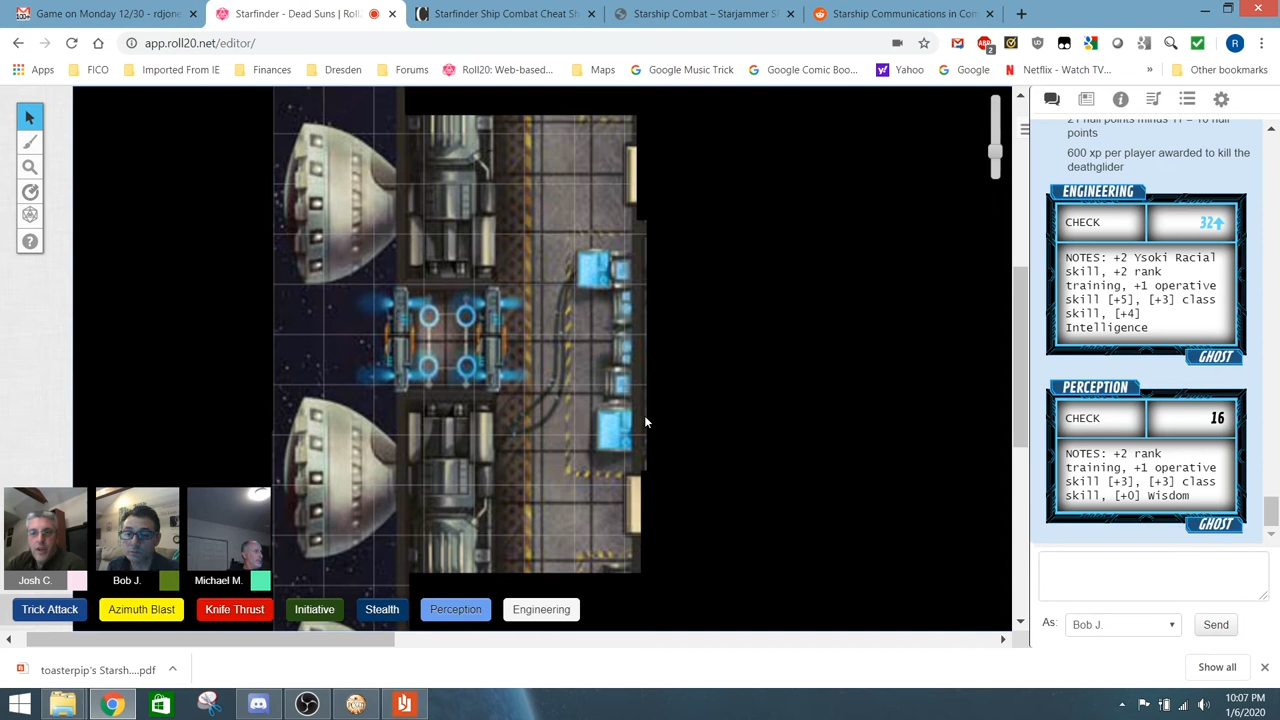 Game on Monday 12/30 - rdjone
Starfinder - Dead Suns | Roll
Starfinder Ship Combat Cheat Sh
Starship Combat – Starjammer S
Starship Communications in Com
app.roll20.net/editor/
Apps
FICO
Imported From IE
Finances
Dresden
Forums
Roll20: Web-based...
Maps
Google Music Trick
Google Comic Boo...
Yahoo
Google
Netflix - Watch TV...
»
Other bookmarks
points
600 xp per player awarded to kill the
deathglider
ENGINEERING
CHECK 32
NOTES: +2 Ysoki Racial
skill, +2 rank
training, +1 operative
skill [+5], [+3] class
skill, [+4]
Intelligence
GHOST
PERCEPTION
CHECK 16
NOTES: +2 rank
training, +1 operative
skill [+3], [+3] class
skill, [+0] Wisdom
GHOST
Josh C.
Bob J.
Michael M.
Trick Attack
Azimuth Blast
Knife Thrust
Initiative
Stealth
Perception
Engineering
As:
Bob J.
Send
toasterpip's Starsh....pdf
Show all
10:07 PM
1/6/2020